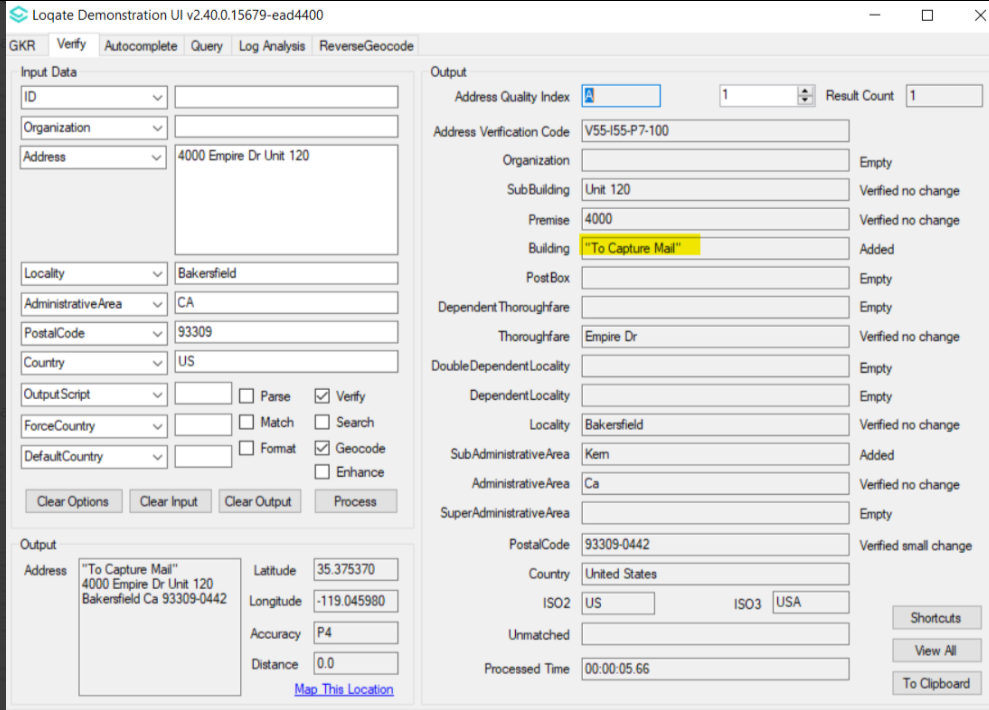 Loqate Demonstration UI v2.40.0.15679-ead4400
GKR Verify Autocomplete Query Log Analysis ReverseGeocode
Input Data
ID
Organization
Address 4000 Empire Dr Unit 120
Locality Bakersfield
AdministrativeArea CA
PostalCode 93309
Country US
OutputScript Parse Verify
ForceCountry Match Search
DefaultCountry Format Geocode
Enhance
Clear Options Clear Input Clear Output Process
Output
Address "To Capture Mail"
4000 Empire Dr Unit 120
Bakersfield Ca 93309-0442
Latitude 35.375370
Longitude -119.045980
Accuracy P4
Distance 0.0
Map This Location
Output
Address Quality Index A 1 Result Count 1
Address Verification Code V55-I55-P7-100
Organization Empty
SubBuilding Unit 120 Verified no change
Premise 4000 Verified no change
Building "To Capture Mail" Added
PostBox Empty
DependentThoroughfare Empty
Thoroughfare Empire Dr Verified no change
DoubleDependentLocality Empty
DependentLocality Empty
Locality Bakersfield Verified no change
SubAdministrativeArea Kern Added
AdministrativeArea Ca Verified no change
SuperAdministrativeArea Empty
PostalCode 93309-0442 Verified small change
Country United States
ISO2 US ISO3 USA
Unmatched
Processed Time 00:00:05.66
Shortcuts
View All
To Clipboard